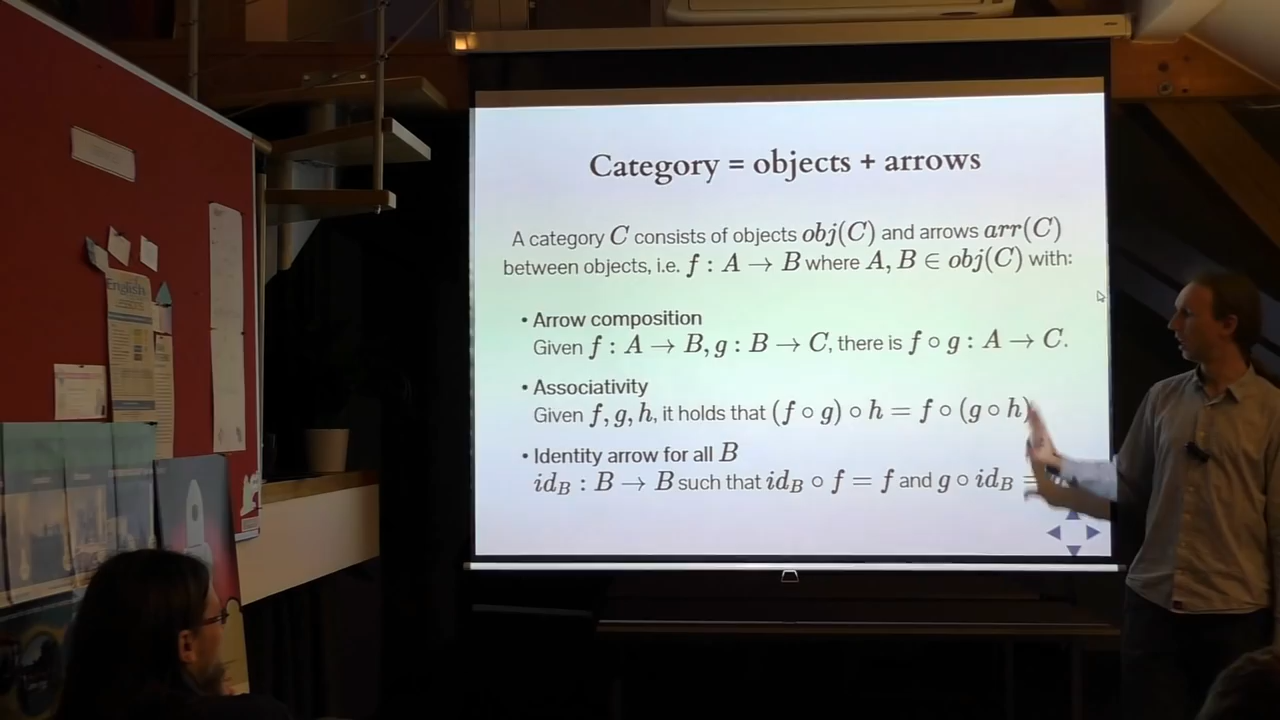 Category = objects + arrows
A category C consists of objects obj(C) and arrows arr(C)
between objects, i.e. f : A → B where A, B ∈ obj(C) with:
• Arrow composition
Given f : A → B, g : B → C, there is f ∘ g : A → C.
• Associativity
Given f, g, h, it holds that (f ∘ g) ∘ h = f ∘ (g ∘ h)
• Identity arrow for all B
id_B : B → B such that id_B ∘ f = f and g ∘ id_B =
English